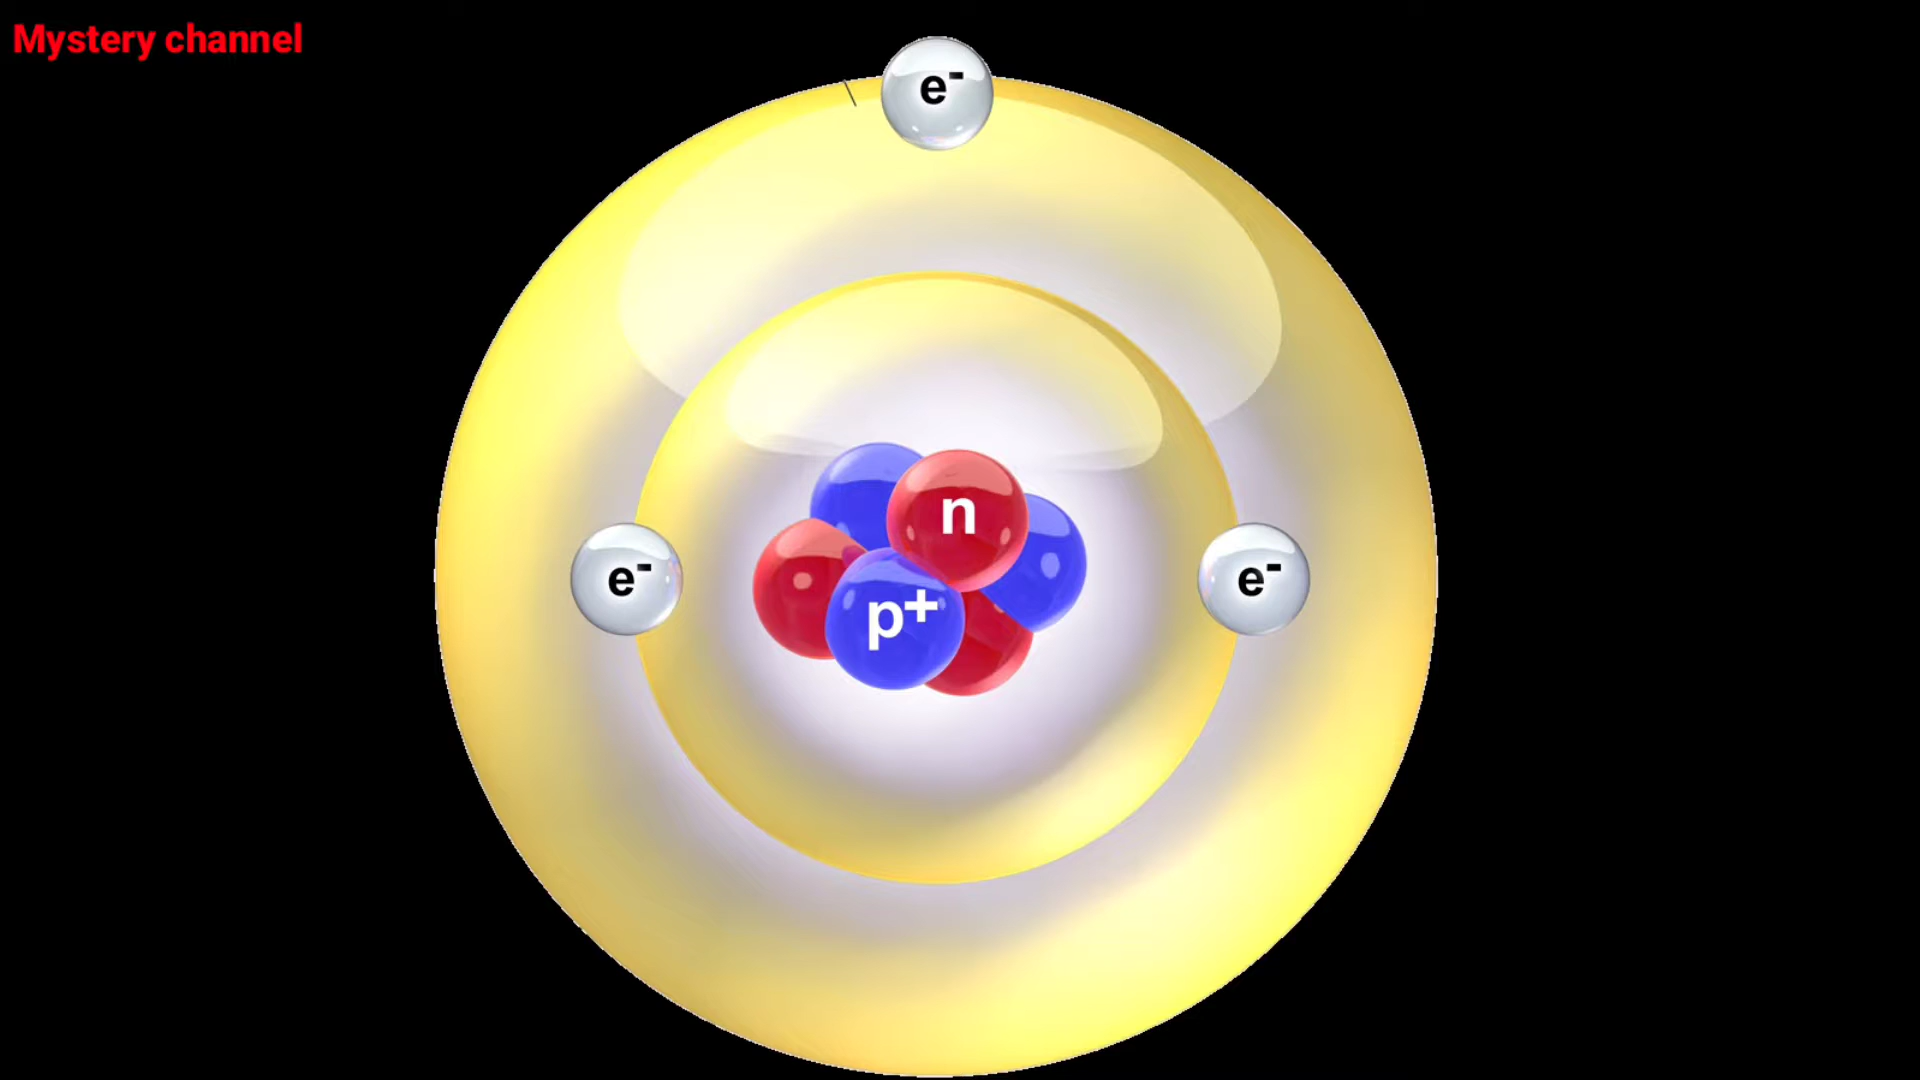 Mystery channel
e⁻
n
e⁻
e⁻
p⁺